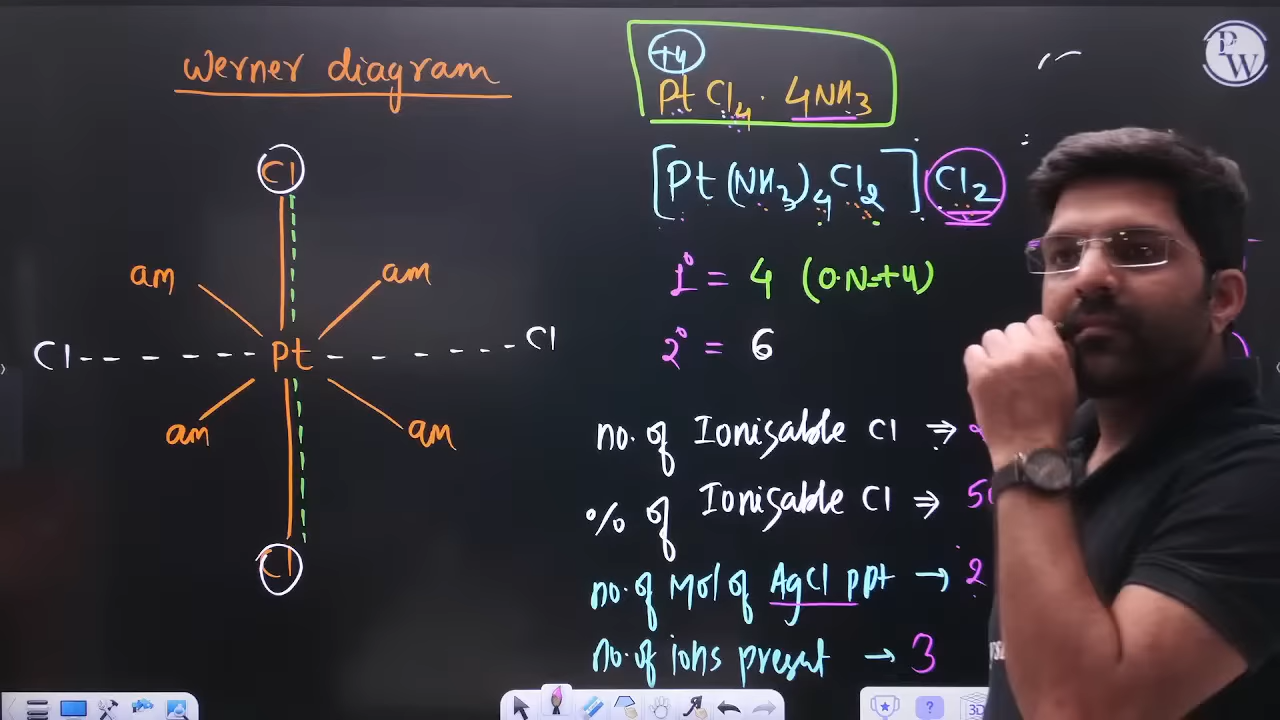 Werner diagram
Cl
am am
Cl Pt Cl
am am
Cl
+4
PtCl4 . 4NH3
[Pt(NH3)4Cl2]Cl2
1° = 4 (O.N=+4)
2° = 6
no. of Ionisable Cl ⇒
% of Ionisable Cl ⇒
no. of Mol of AgCl ppt → 2
no. of ions present → 3
PW
3D
?